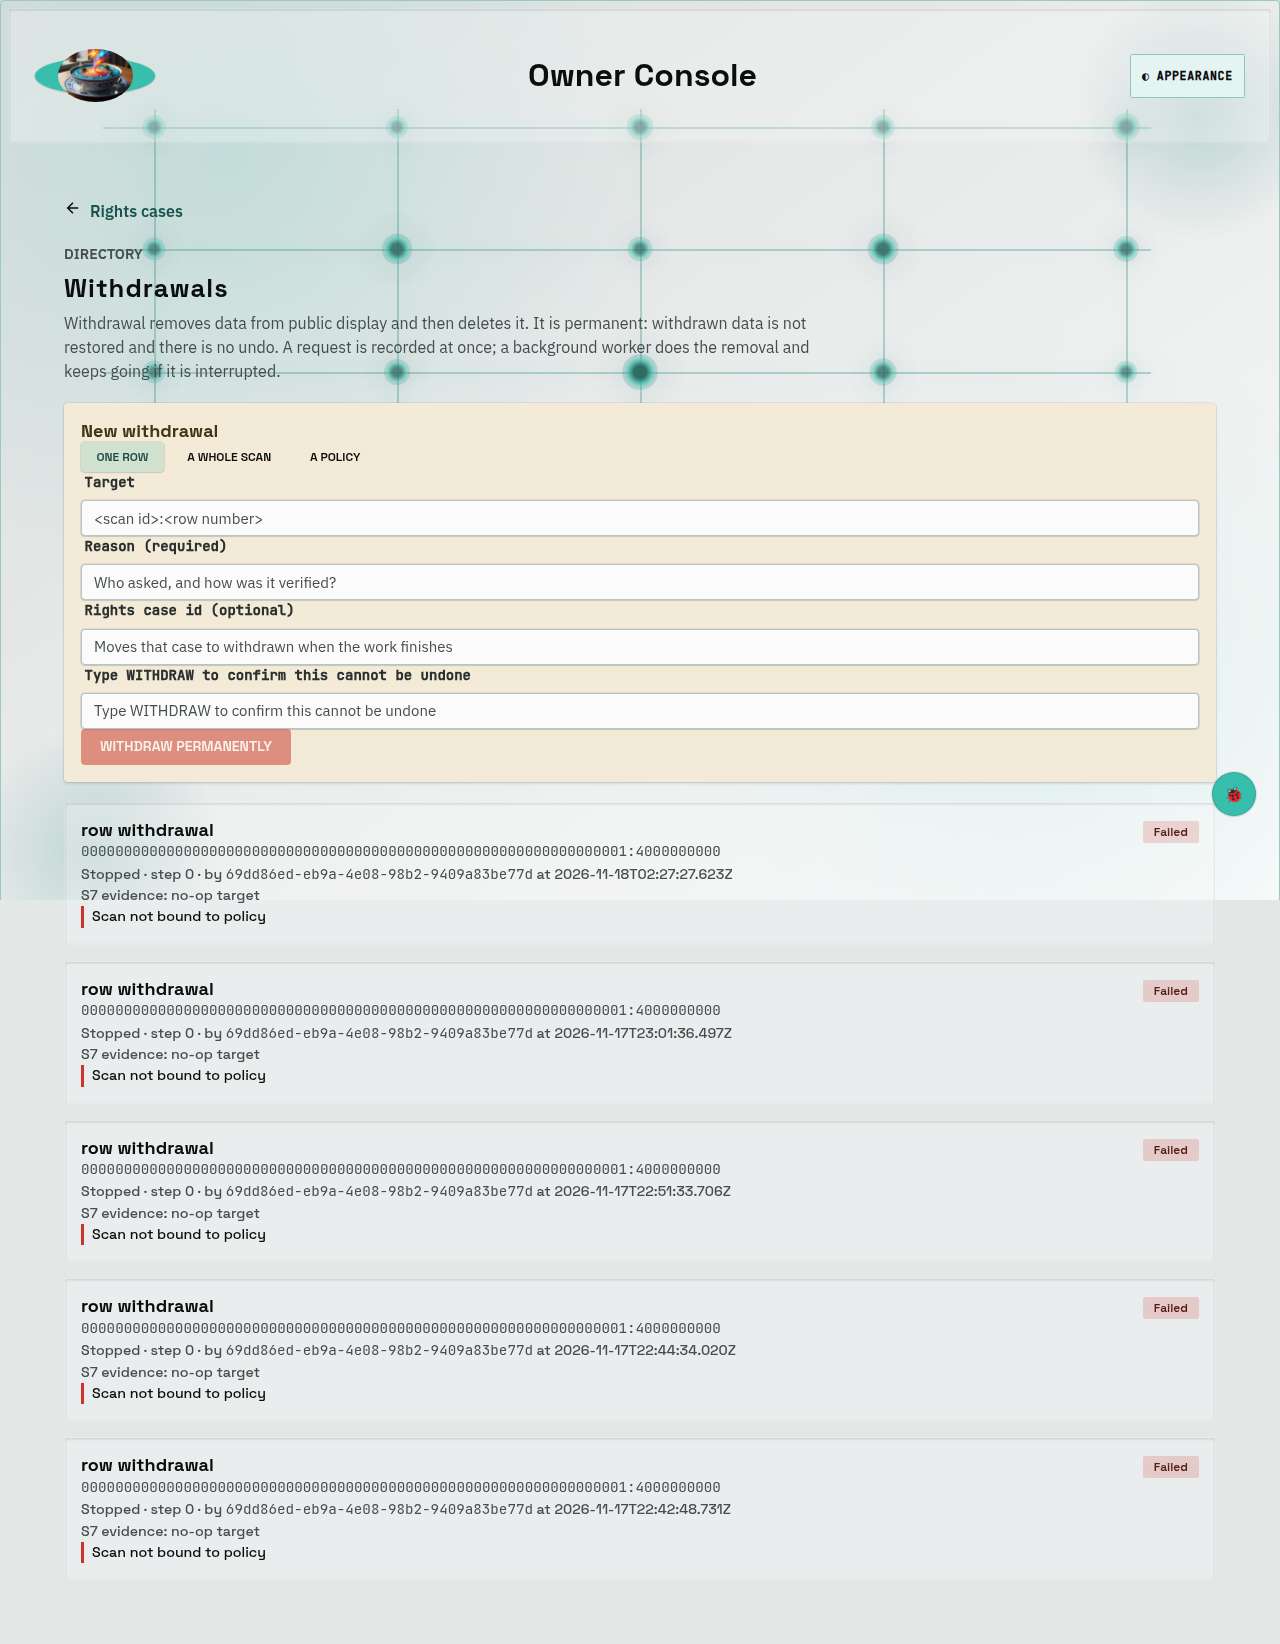 Owner Console
◐ APPEARANCE
← Rights cases
DIRECTORY
Withdrawals
Withdrawal removes data from public display and then deletes it. It is permanent: withdrawn data is not
restored and there is no undo. A request is recorded at once; a background worker does the removal and
keeps going if it is interrupted.
New withdrawal
ONE ROW A WHOLE SCAN A POLICY
Target
<scan id>:<row number>
Reason (required)
Who asked, and how was it verified?
Rights case id (optional)
Moves that case to withdrawn when the work finishes
Type WITHDRAW to confirm this cannot be undone
Type WITHDRAW to confirm this cannot be undone
WITHDRAW PERMANENTLY
row withdrawal Failed
0000000000000000000000000000000000000000000000000000000000000001:4000000000
Stopped · step 0 · by 69dd86ed-eb9a-4e08-98b2-9409a83be77d at 2026-11-18T02:27:27.623Z
S7 evidence: no-op target
Scan not bound to policy
row withdrawal Failed
0000000000000000000000000000000000000000000000000000000000000001:4000000000
Stopped · step 0 · by 69dd86ed-eb9a-4e08-98b2-9409a83be77d at 2026-11-17T23:01:36.497Z
S7 evidence: no-op target
Scan not bound to policy
row withdrawal Failed
0000000000000000000000000000000000000000000000000000000000000001:4000000000
Stopped · step 0 · by 69dd86ed-eb9a-4e08-98b2-9409a83be77d at 2026-11-17T22:51:33.706Z
S7 evidence: no-op target
Scan not bound to policy
row withdrawal Failed
0000000000000000000000000000000000000000000000000000000000000001:4000000000
Stopped · step 0 · by 69dd86ed-eb9a-4e08-98b2-9409a83be77d at 2026-11-17T22:44:34.020Z
S7 evidence: no-op target
Scan not bound to policy
row withdrawal Failed
0000000000000000000000000000000000000000000000000000000000000001:4000000000
Stopped · step 0 · by 69dd86ed-eb9a-4e08-98b2-9409a83be77d at 2026-11-17T22:42:48.731Z
S7 evidence: no-op target
Scan not bound to policy